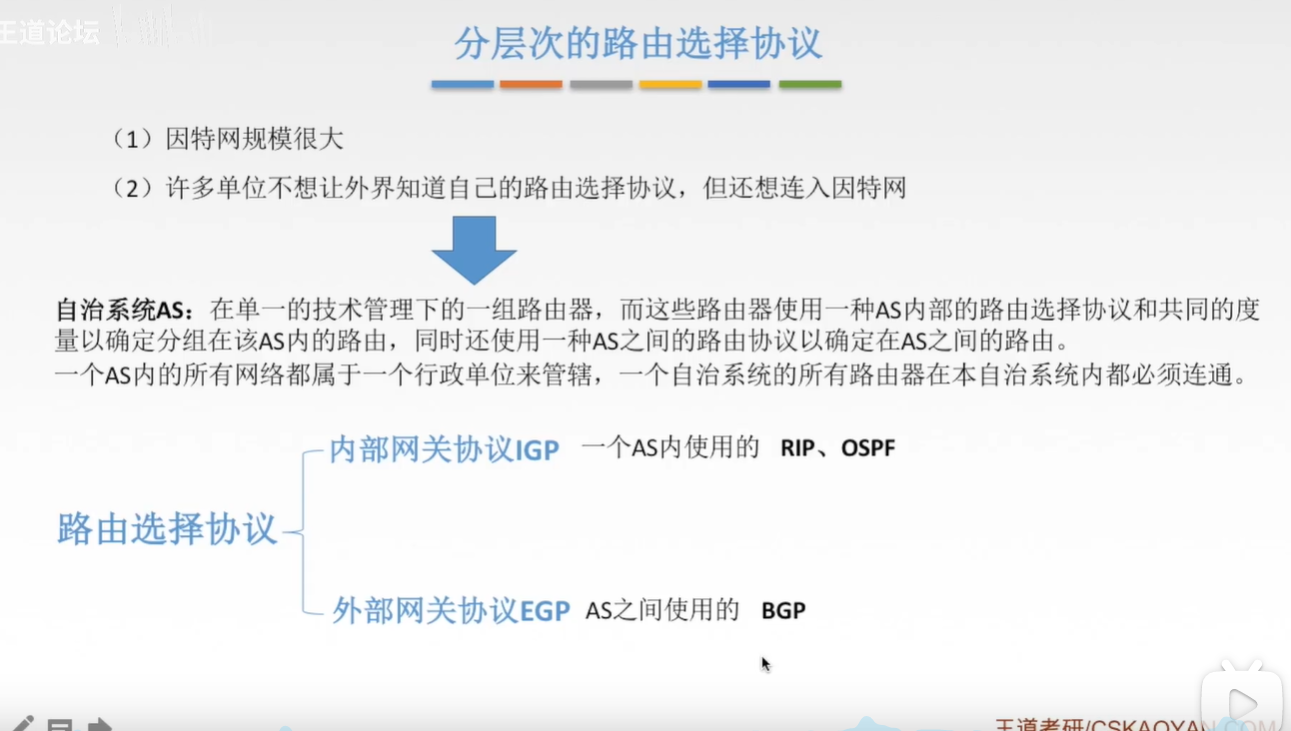 王道论坛
分层次的路由选择协议
（1）因特网规模很大
（2）许多单位不想让外界知道自己的路由选择协议，但还想连入因特网
自治系统AS：在单一的技术管理下的一组路由器，而这些路由器使用一种AS内部的路由选择协议和共同的度
量以确定分组在该AS内的路由，同时还使用一种AS之间的路由协议以确定在AS之间的路由。
一个AS内的所有网络都属于一个行政单位来管辖，一个自治系统的所有路由器在本自治系统内都必须连通。
内部网关协议IGP 一个AS内使用的 RIP、OSPF
路由选择协议
外部网关协议EGP AS之间使用的 BGP
王道考研/CSKAOYAN.COM